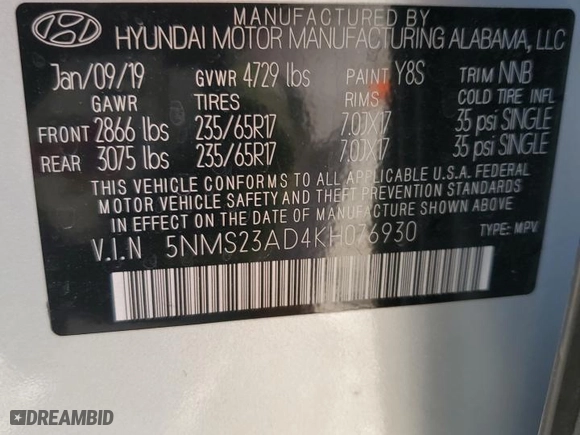 MANUFACTURED BY
HYUNDAI MOTOR MANUFACTURING ALABAMA, LLC
Jan/09/19 GVWR 4729 lbs PAINT Y8S TRIM NNB
GAWR TIRES RIMS COLD TIRE INFL
FRONT 2866 lbs 235/65R17 7.0JX17 35 psi SINGLE
REAR 3075 lbs 235/65R17 7.0JX17 35 psi SINGLE
THIS VEHICLE CONFORMS TO ALL APPLICABLE U.S.A. FEDERAL
MOTOR VEHICLE SAFETY AND THEFT PREVENTION STANDARDS
IN EFFECT ON THE DATE OF MANUFACTURE SHOWN ABOVE.
V.I.N 5NMS23AD4KH076930 TYPE: MPV
DREAMBID